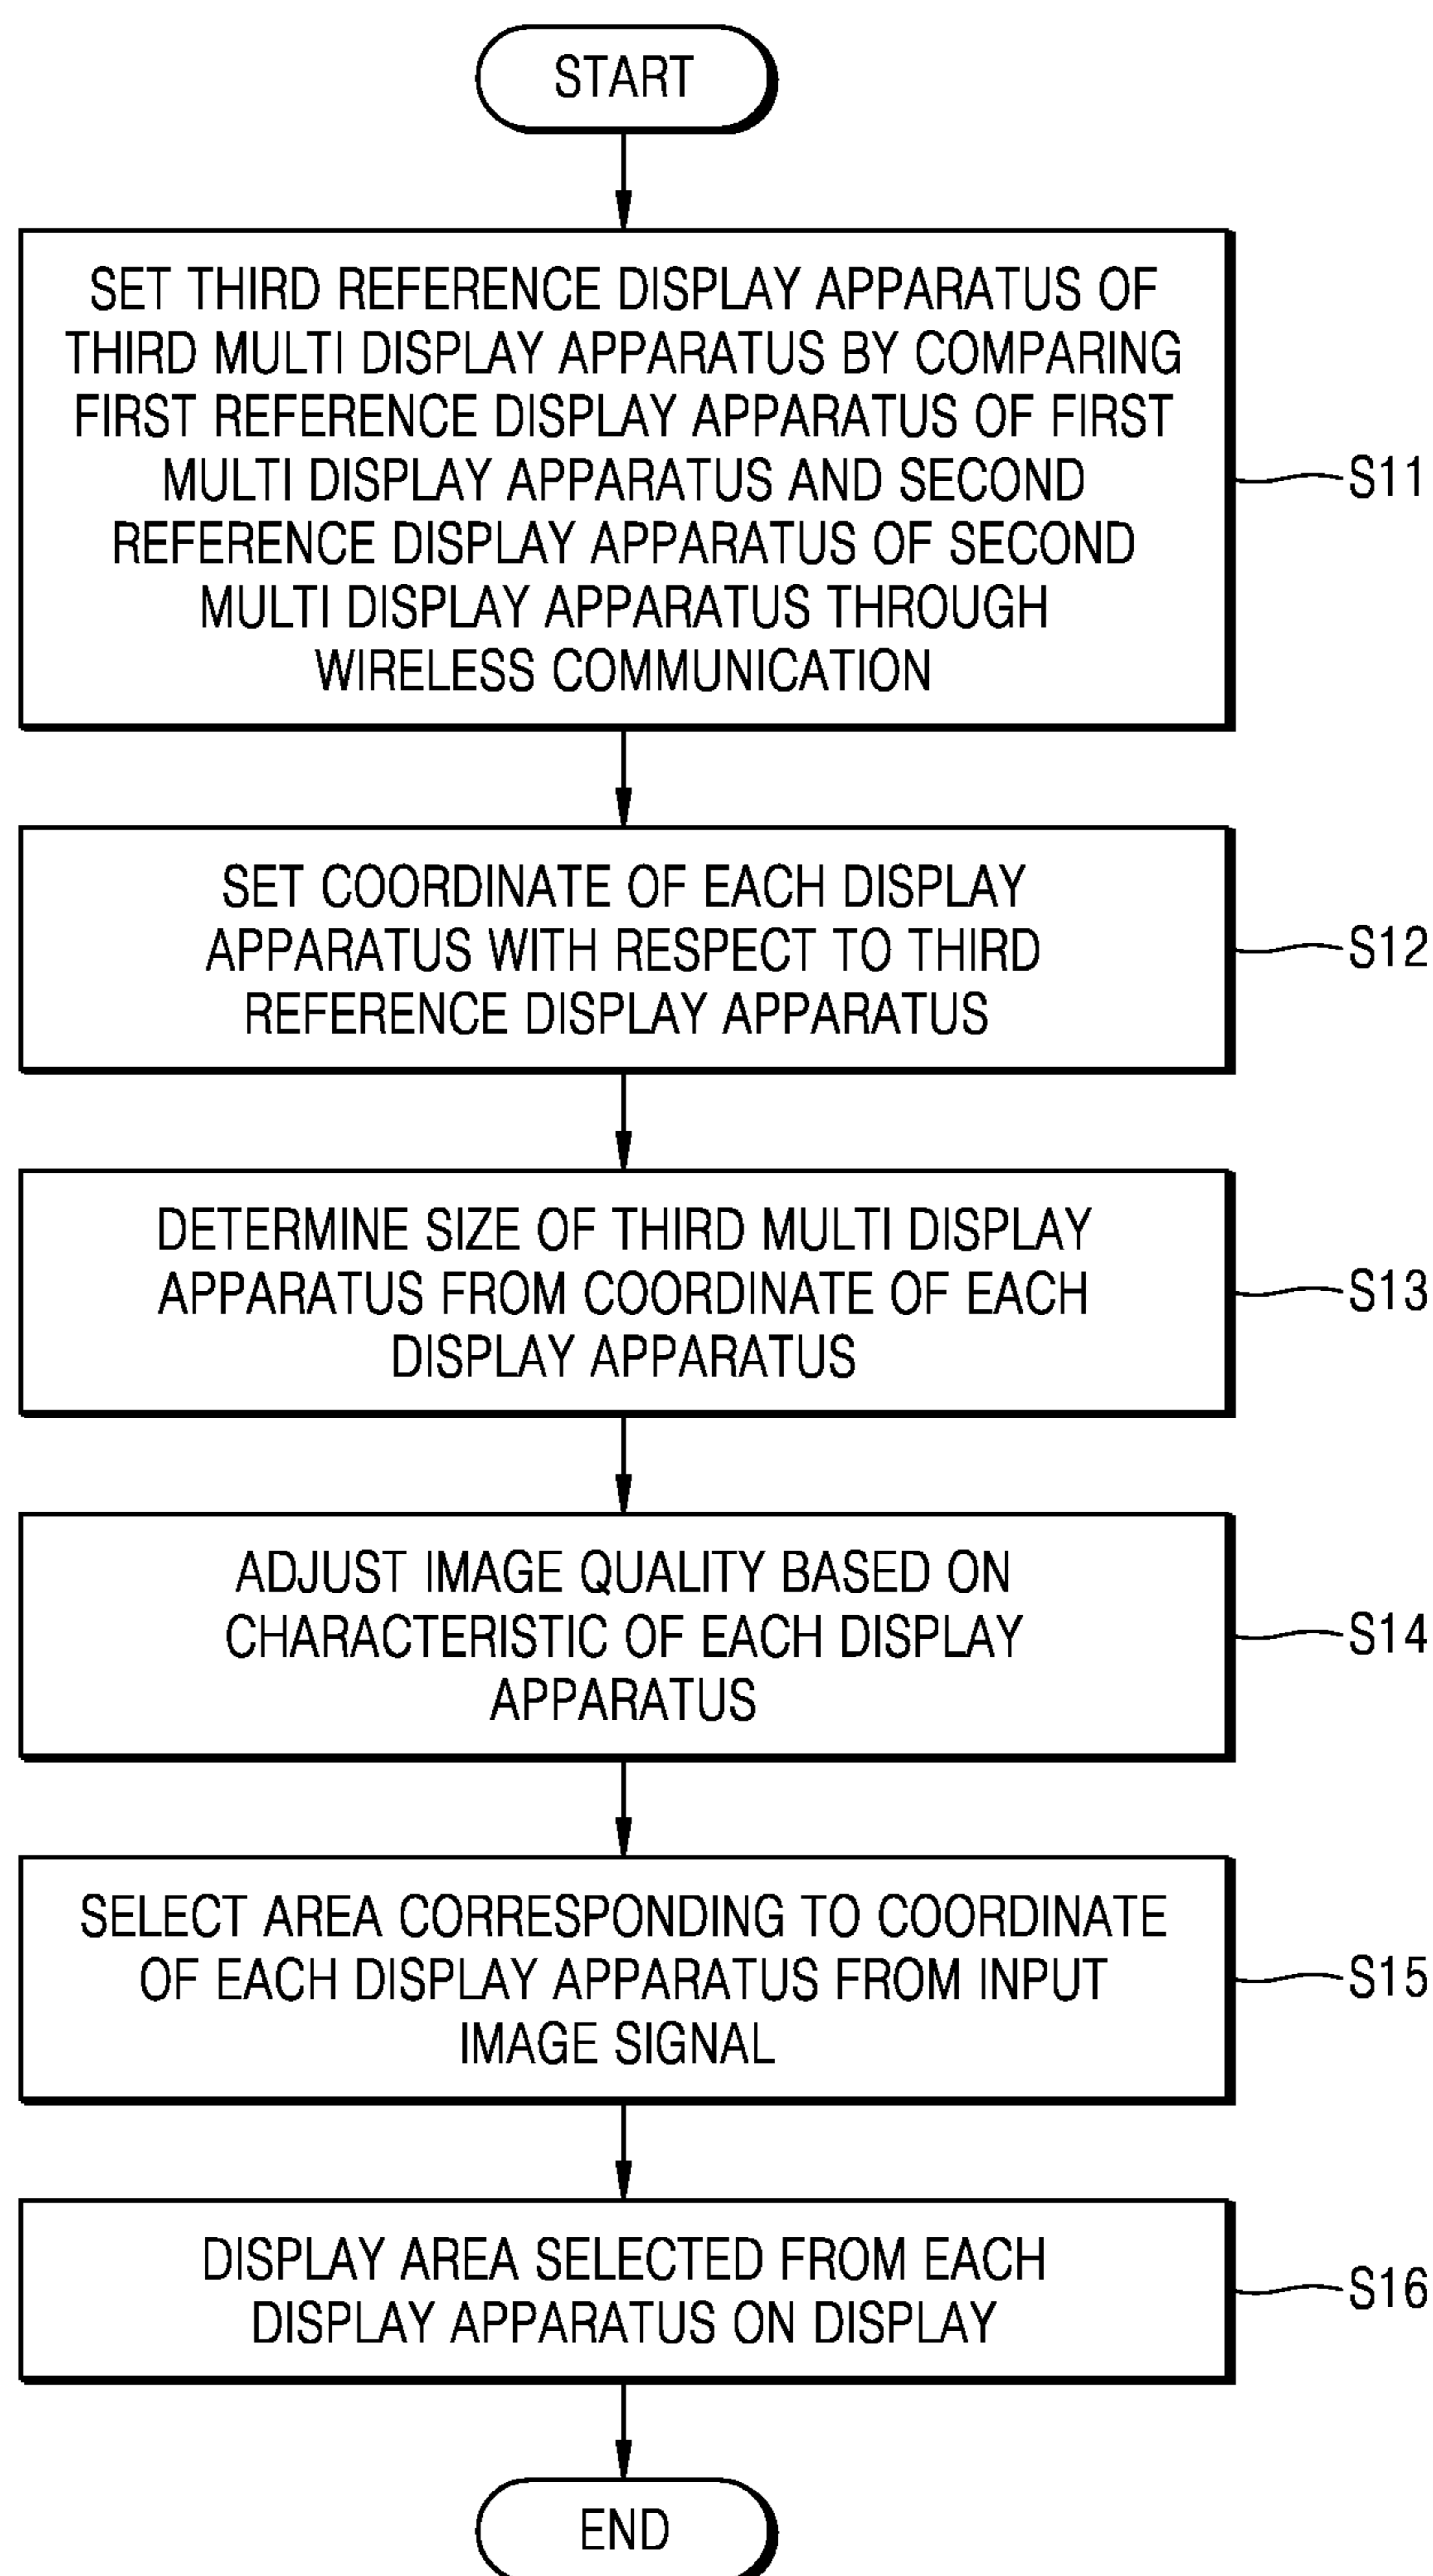 START
SET THIRD REFERENCE DISPLAY APPARATUS OF
THIRD MULTI DISPLAY APPARATUS BY COMPARING
FIRST REFERENCE DISPLAY APPARATUS OF FIRST
MULTI DISPLAY APPARATUS AND SECOND
REFERENCE DISPLAY APPARATUS OF SECOND
MULTI DISPLAY APPARATUS THROUGH
WIRELESS COMMUNICATION
S11
SET COORDINATE OF EACH DISPLAY
APPARATUS WITH RESPECT TO THIRD
REFERENCE DISPLAY APPARATUS
S12
DETERMINE SIZE OF THIRD MULTI DISPLAY
APPARATUS FROM COORDINATE OF EACH
DISPLAY APPARATUS
S13
ADJUST IMAGE QUALITY BASED ON
CHARACTERISTIC OF EACH DISPLAY
APPARATUS
S14
SELECT AREA CORRESPONDING TO COORDINATE
OF EACH DISPLAY APPARATUS FROM INPUT
IMAGE SIGNAL
S15
DISPLAY AREA SELECTED FROM EACH
DISPLAY APPARATUS ON DISPLAY
S16
END